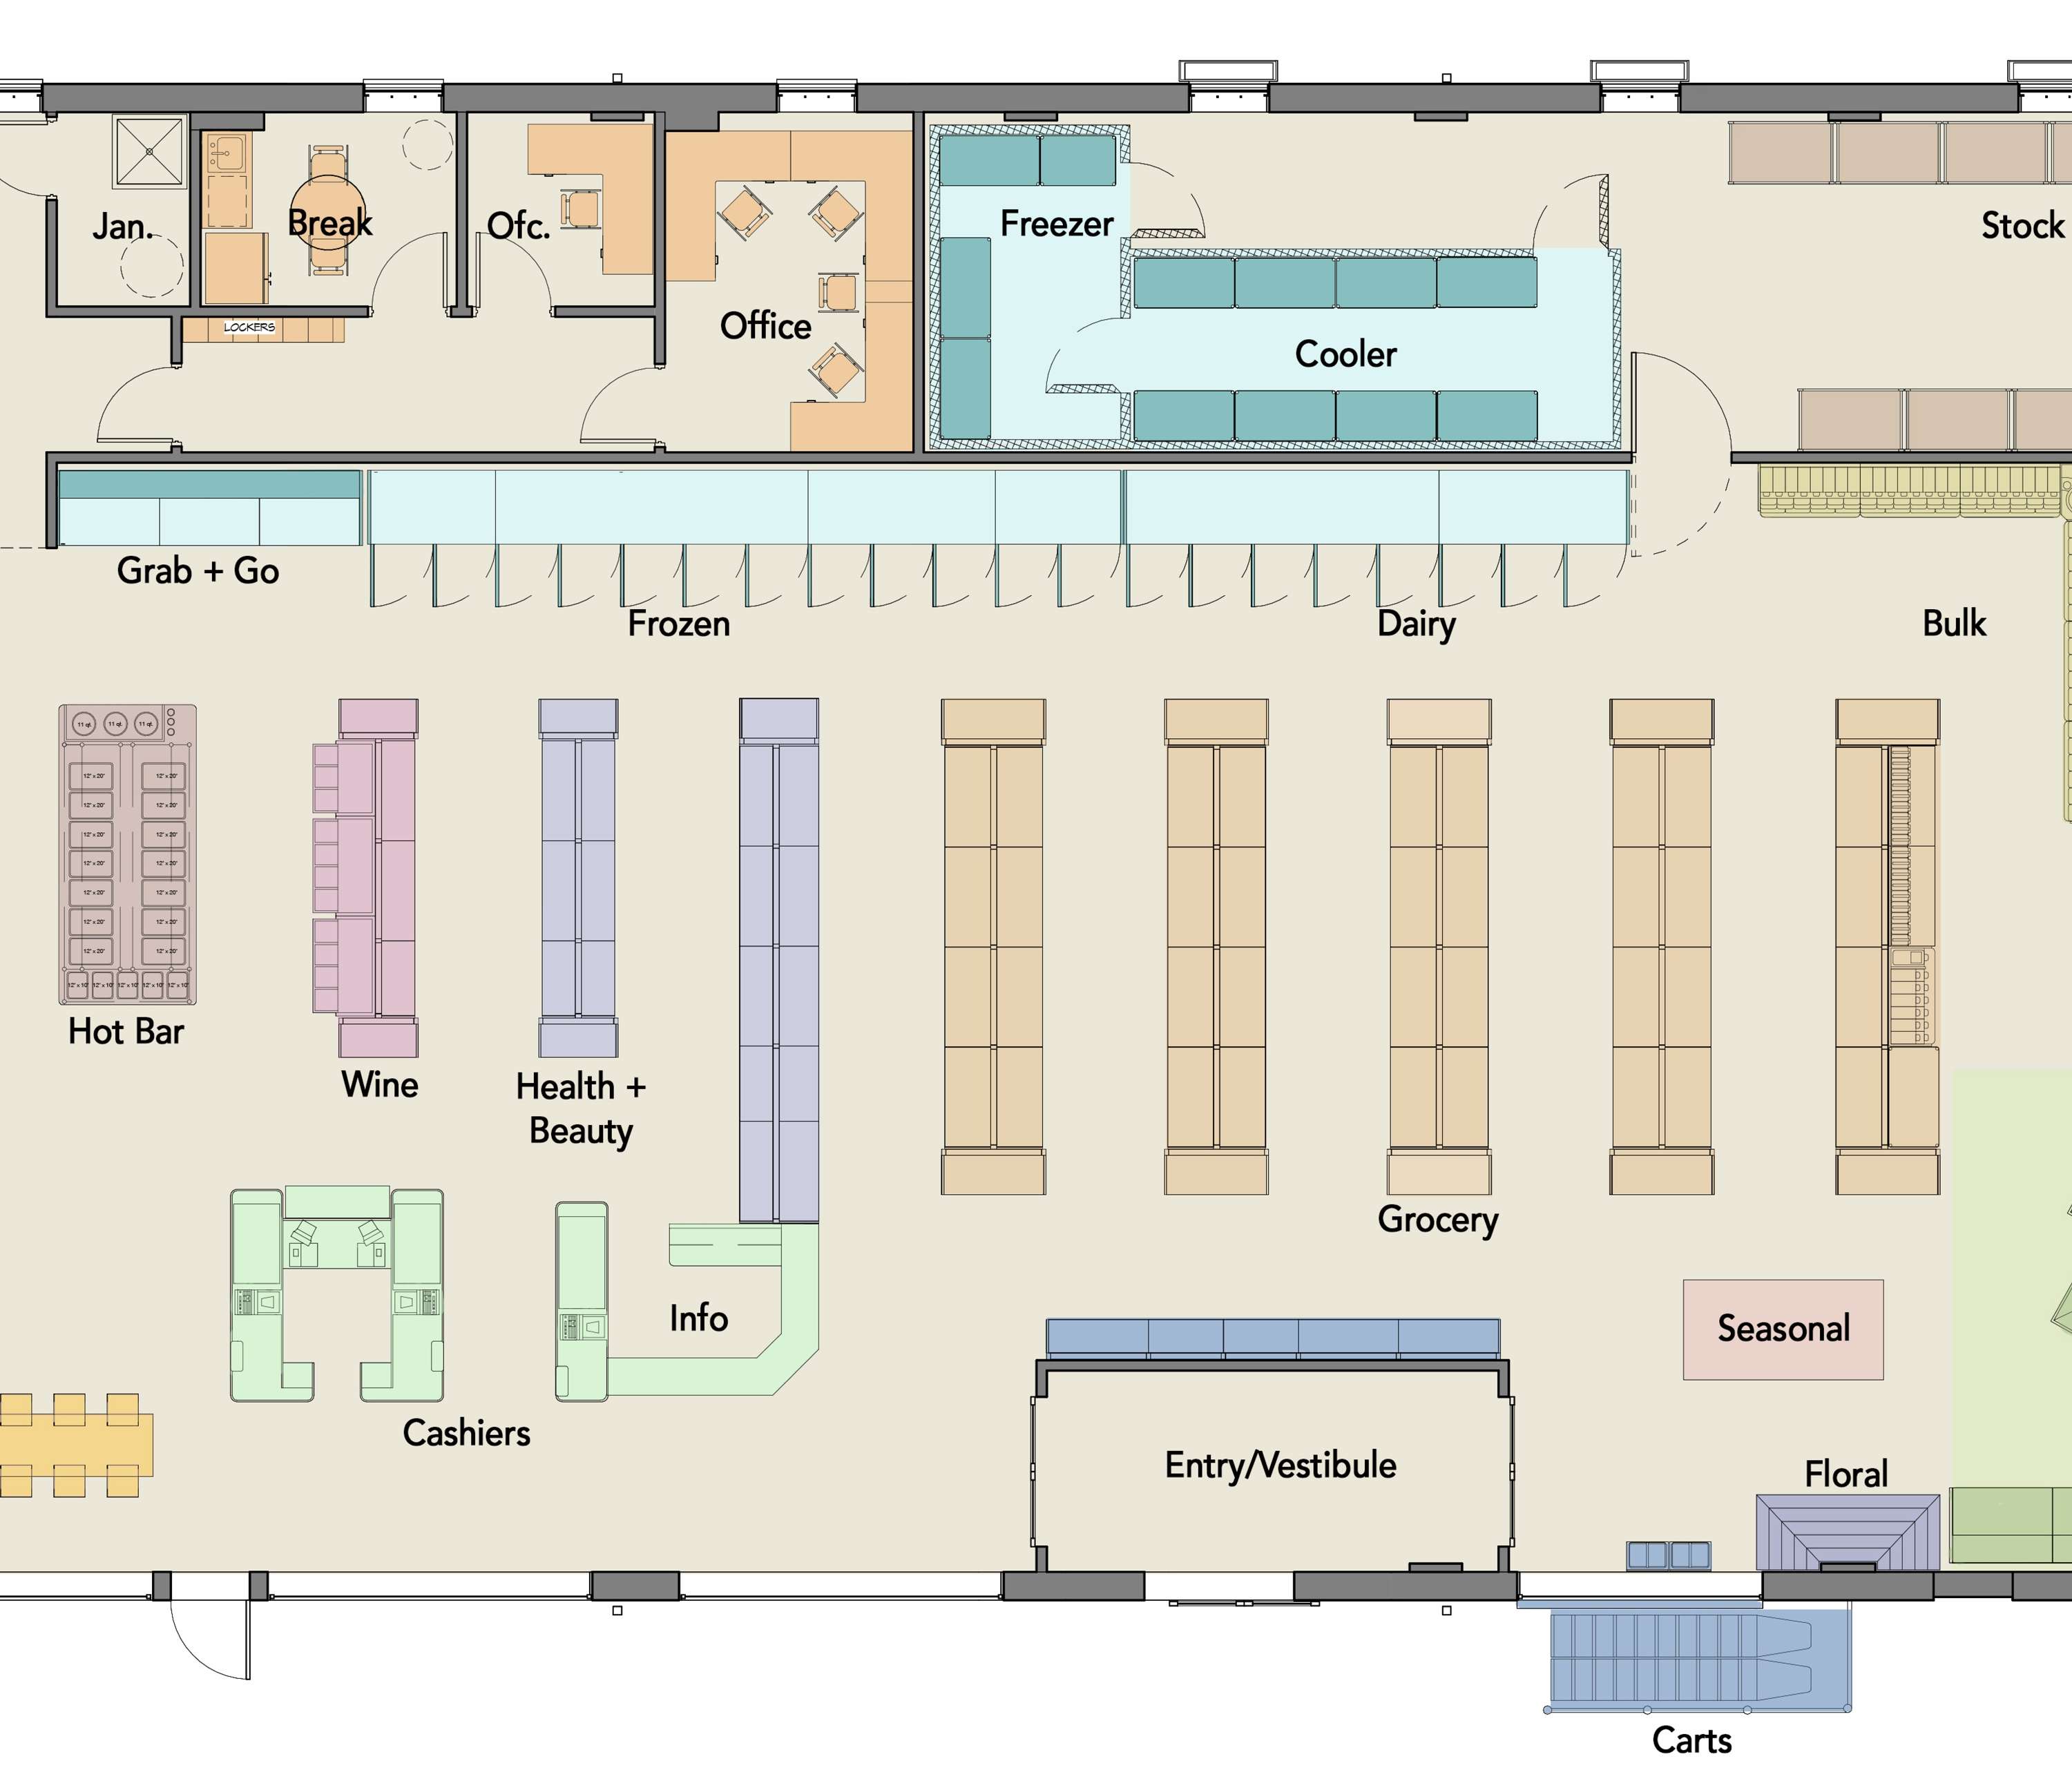 Jan.
Break
Ofc.
Freezer
Stock
LOCKERS
Office
Cooler
Grab + Go
Frozen
Dairy
Bulk
11 qt. 11 qt. 11 qt.
12" x 20" 12" x 20"
12" x 20" 12" x 20"
12" x 20" 12" x 20"
12" x 20" 12" x 20"
12" x 20" 12" x 20"
12" x 20" 12" x 20"
12" x 20" 12" x 20"
12" x 10" 12" x 10" 12" x 10" 12" x 10" 12" x 10"
Hot Bar
Wine
Health +
Beauty
Grocery
Info
Seasonal
Cashiers
Entry/Vestibule
Floral
Carts